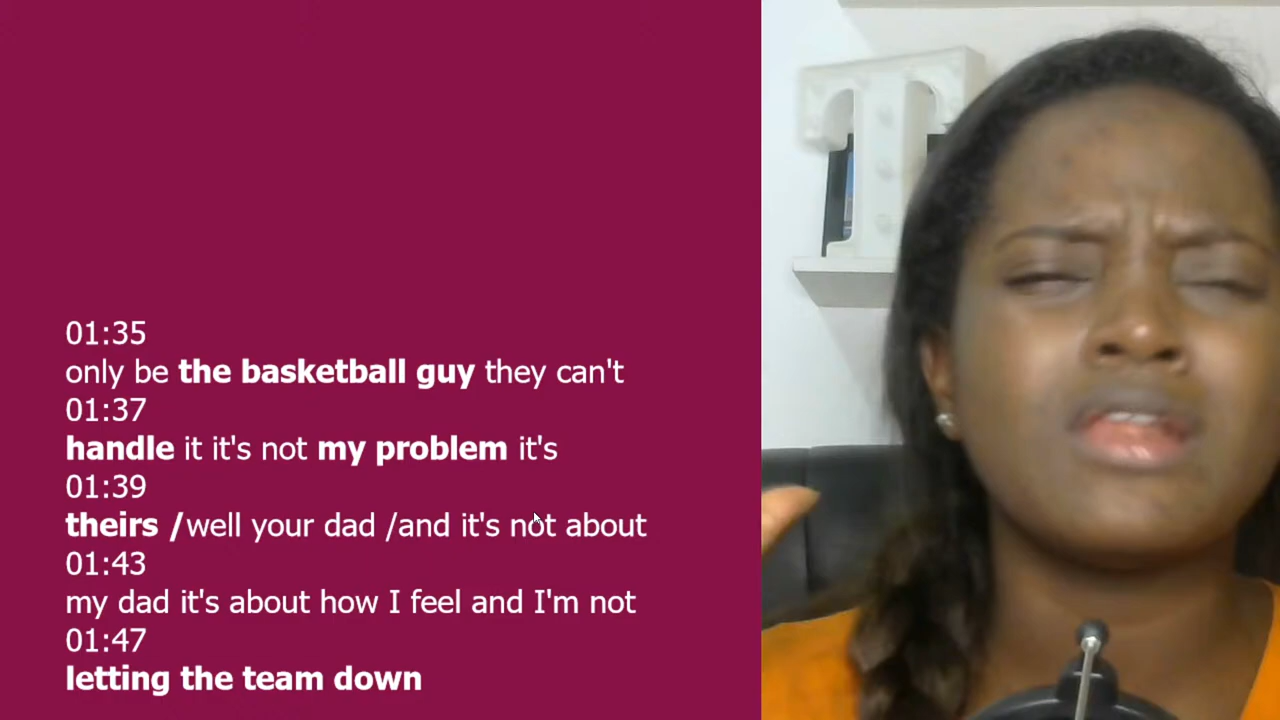 01:35
only be the basketball guy they can't
01:37
handle it it's not my problem it's
01:39
theirs /well your dad /and it's not about
01:43
my dad it's about how I feel and I'm not
01:47
letting the team down
T